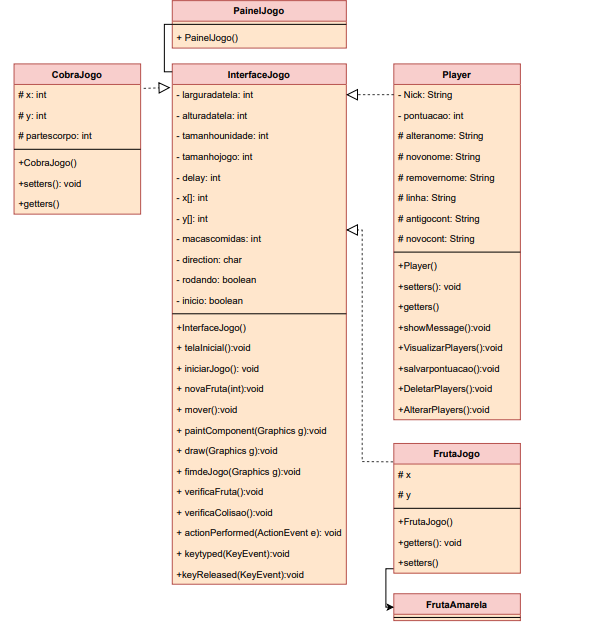 PainelJogo
+ PainelJogo()
CobraJogo
# x: int
# y: int
# partescorpo: int
+CobraJogo()
+setters(): void
+getters()
InterfaceJogo
- larguradatela: int
- alturadatela: int
- tamanhounidade: int
- tamanhojogo: int
- delay: int
- x[]: int
- y[]: int
- macascomidas: int
- direction: char
- rodando: boolean
- inicio: boolean
+InterfaceJogo()
+ telaInicial():void
+ iniciarJogo(): void
+ novaFruta(int):void
+ mover():void
+ paintComponent(Graphics g):void
+ draw(Graphics g):void
+ fimdeJogo(Graphics g):void
+ verificaFruta():void
+ verificaColisao():void
+ actionPerformed(ActionEvent e): void
+ keytyped(KeyEvent):void
+keyReleased(KeyEvent):void
Player
- Nick: String
- pontuacao: int
# alteranome: String
# novonome: String
# removernome: String
# linha: String
# antigocont: String
# novocont: String
+Player()
+setters(): void
+getters()
+showMessage():void
+VisualizarPlayers():void
+salvarpontuacao():void
+DeletarPlayers():void
+AlterarPlayers():void
FrutaJogo
# x
# y
+FrutaJogo()
+getters(): void
+setters()
FrutaAmarela